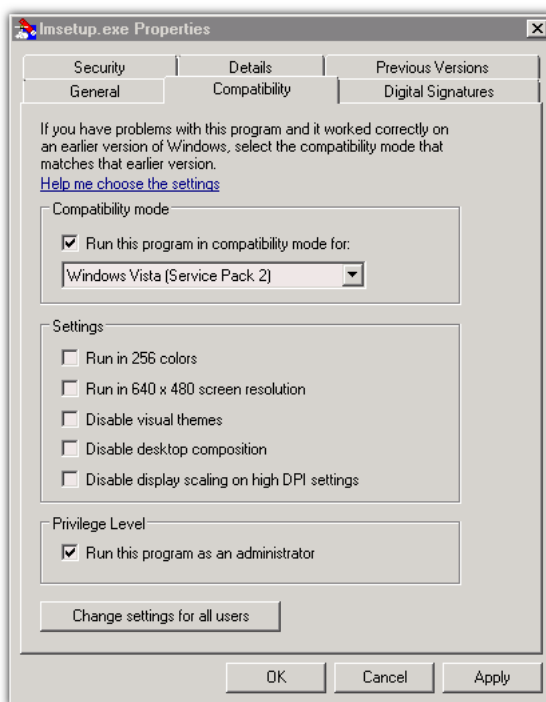 lmsetup.exe Properties
Security
Details
Previous Versions
General
Compatibility
Digital Signatures
If you have problems with this program and it worked correctly on
an earlier version of Windows, select the compatibility mode that
matches that earlier version.
Help me choose the settings
Compatibility mode
Run this program in compatibility mode for:
Windows Vista (Service Pack 2)
Settings
Run in 256 colors
Run in 640 x 480 screen resolution
Disable visual themes
Disable desktop composition
Disable display scaling on high DPI settings
Privilege Level
Run this program as an administrator
Change settings for all users
OK
Cancel
Apply